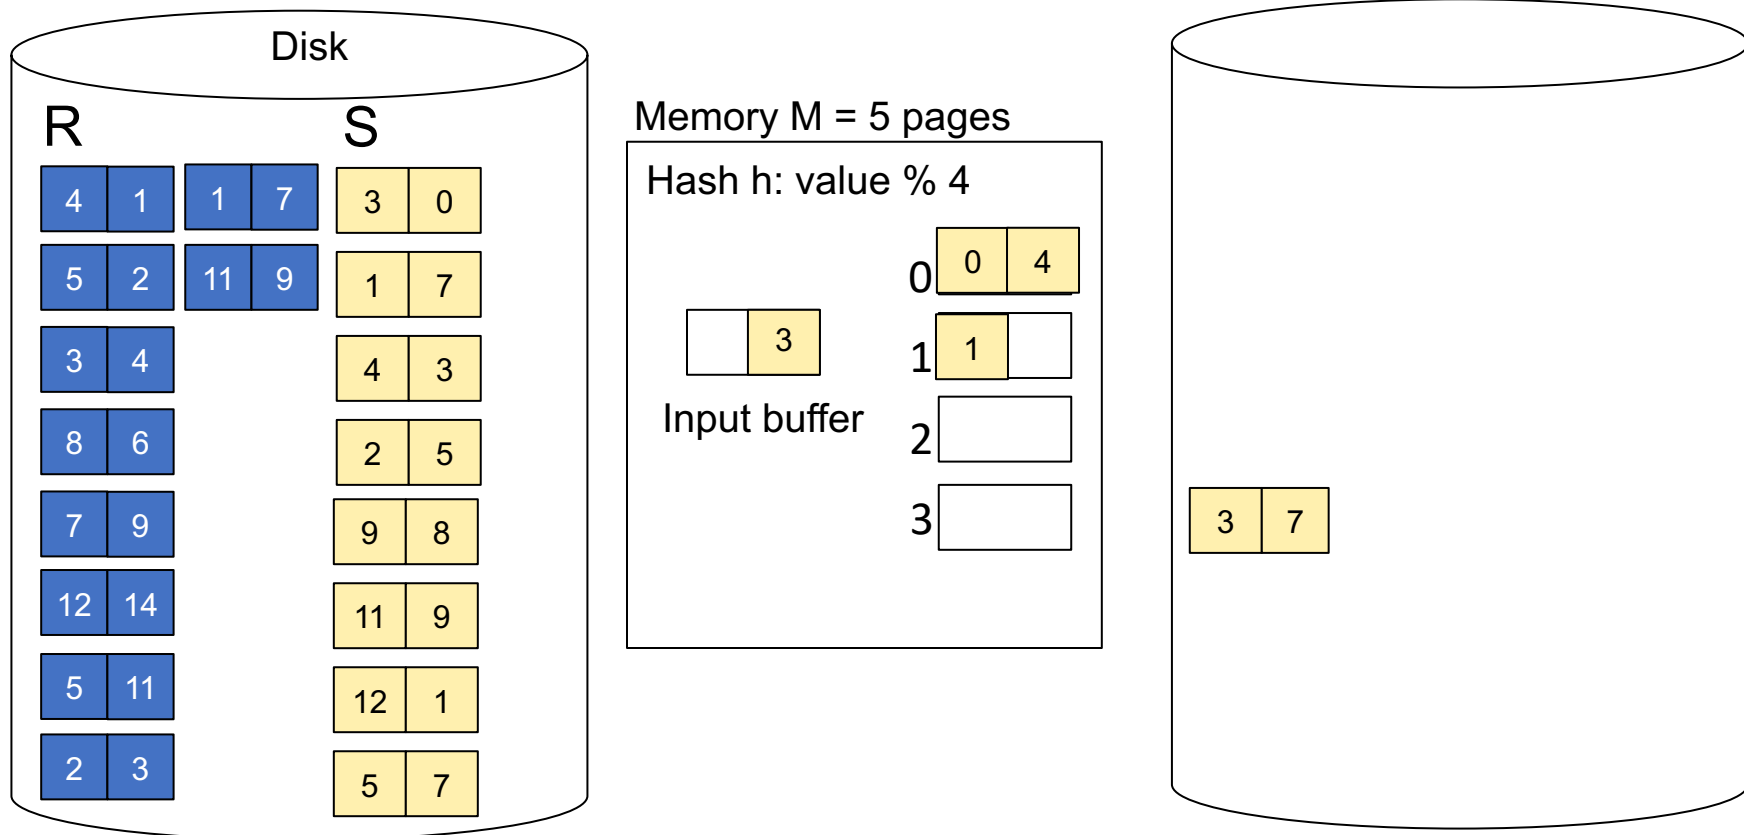 Disk
R S
4 1 1 7 3 0
5 2 11 9 1 7
3 4 4 3
8 6 2 5
7 9 9 8
12 14 11 9
5 11 12 1
2 3 5 7
Memory M = 5 pages
Hash h: value % 4
0 0 4
3
Input buffer
1 1
2
3
3 7